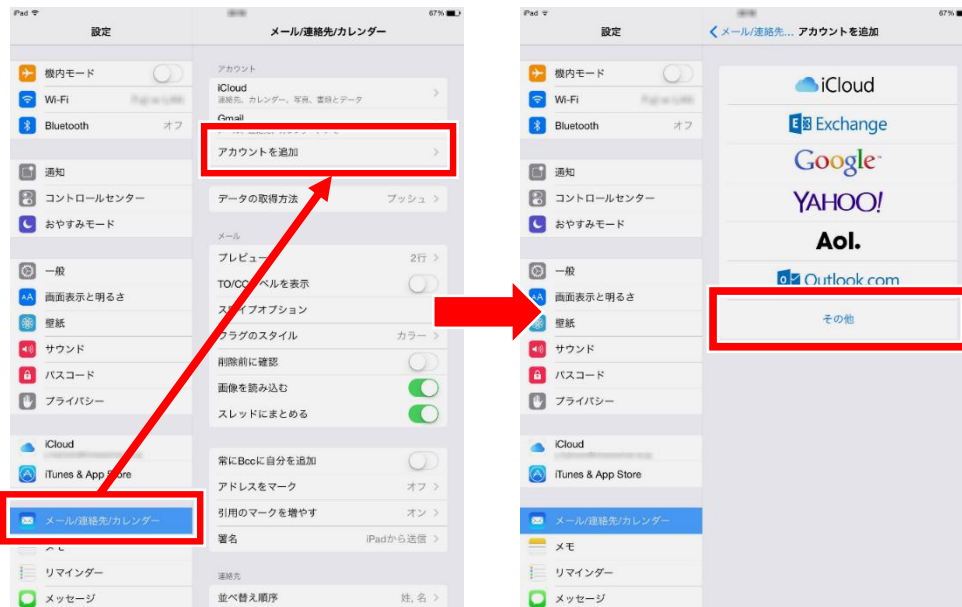 iPad
67%
設定
機内モード
Wi-Fi
Bluetooth オフ
通知
コントロールセンター
おやすみモード
一般
AA 画面表示と明るさ
壁紙
サウンド
パスコード
プライバシー
iCloud
iTunes & App Store
メール/連絡先/カレンダー
メモ
リマインダー
メッセージ
メール/連絡先/カレンダー
アカウント
iCloud
連絡先、カレンダー、写真、書類とデータ
Gmail
アカウントを追加
データの取得方法 プッシュ
メール
プレビュー 2行
TO/CCラベルを表示
スワイプオプション
フラグのスタイル カラー
削除前に確認
画像を読み込む
スレッドにまとめる
常にBccに自分を追加
アドレスをマーク オフ
引用のマークを増やす オン
署名 iPadから送信
連絡先
並べ替え順序 姓, 名
iPad
67%
設定
機内モード
Wi-Fi
Bluetooth オフ
通知
コントロールセンター
おやすみモード
一般
AA 画面表示と明るさ
壁紙
サウンド
パスコード
プライバシー
iCloud
iTunes & App Store
メール/連絡先/カレンダー
メモ
リマインダー
メッセージ
メール/連絡先... アカウントを追加
iCloud
Exchange
Google
YAHOO!
Aol.
Outlook.com
その他